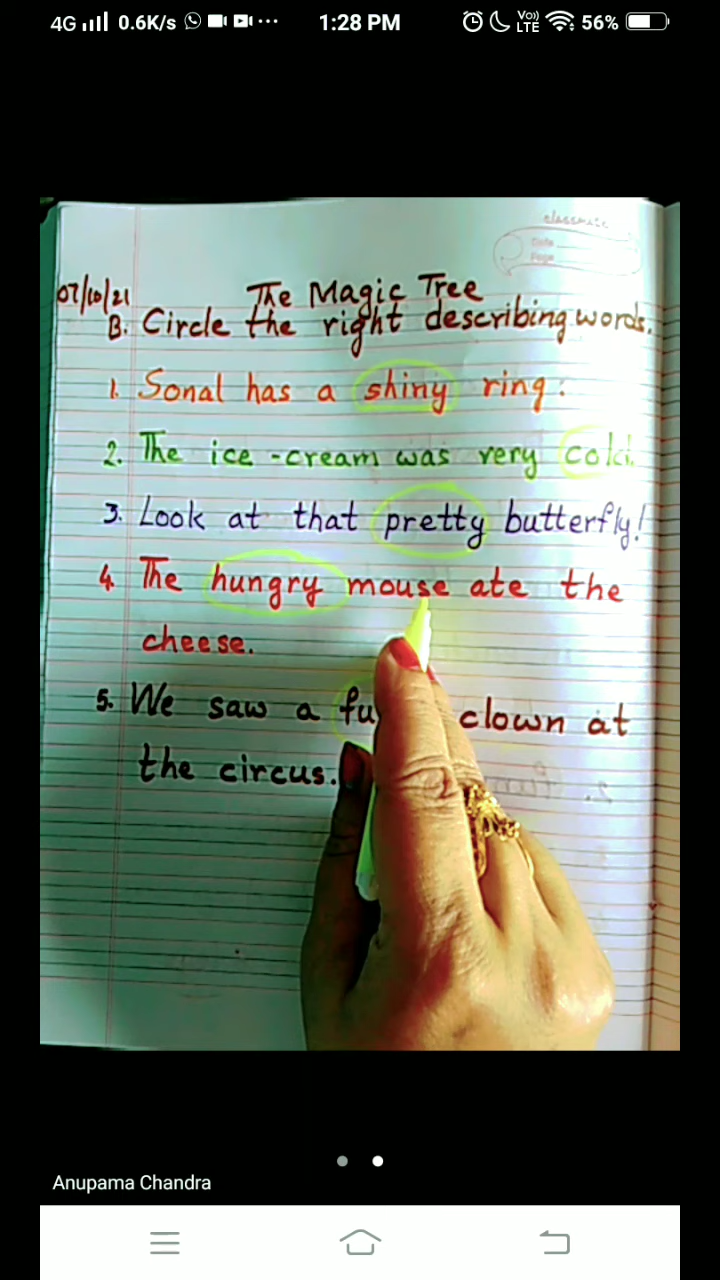 4G 0.6K/s 1:28 PM Vo)) LTE 56%
classmate
Date
Page
07/10/21 The Magic Tree
B. Circle the right describing words.
1. Sonal has a shiny ring.
2. The ice-cream was very cold.
3. Look at that pretty butterfly!
4. The hungry mouse ate the
cheese.
5. We saw a clown at
the circus.
Anupama Chandra